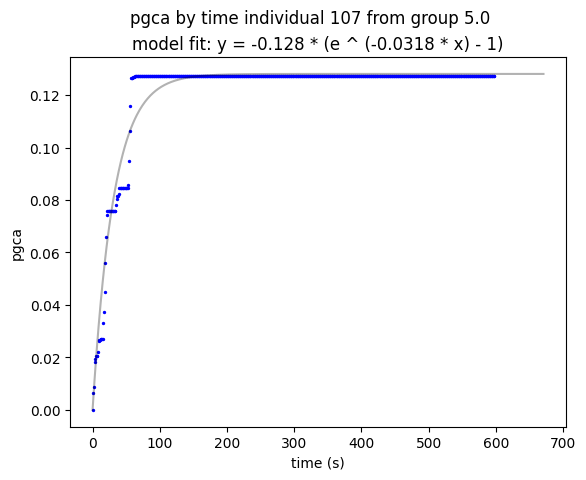 pgca by time individual 107 from group 5.0
model fit: y = -0.128 * (e ^ (-0.0318 * x) - 1)
0.12
0.10
0.08
0.06
0.04
0.02
0.00
pgca
0 100 200 300 400 500 600 700
time (s)